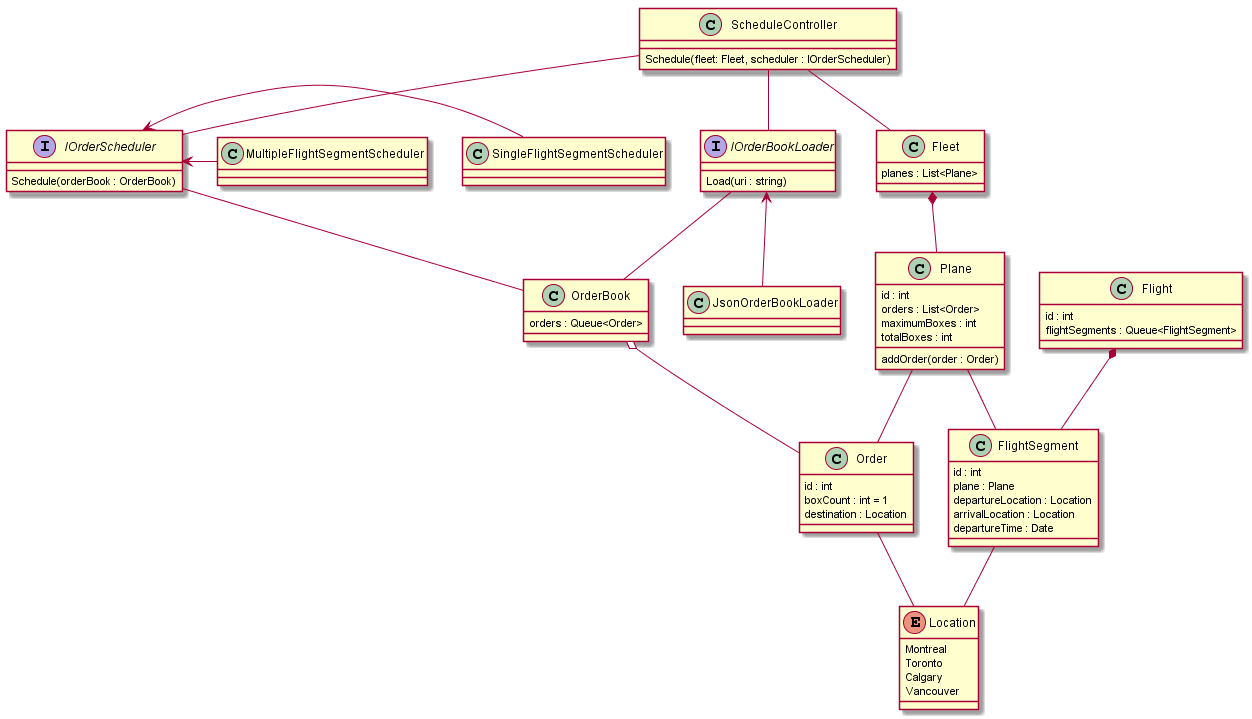 C ScheduleController
Schedule(fleet: Fleet, scheduler : IOrderScheduler)
I IOrderScheduler
Schedule(orderBook : OrderBook)
C MultipleFlightSegmentScheduler
C SingleFlightSegmentScheduler
I IOrderBookLoader
Load(uri : string)
C Fleet
planes : List<Plane>
C OrderBook
orders : Queue<Order>
C JsonOrderBookLoader
C Plane
id : int
orders : List<Order>
maximumBoxes : int
totalBoxes : int
addOrder(order : Order)
C Flight
id : int
flightSegments : Queue<FlightSegment>
C Order
id : int
boxCount : int = 1
destination : Location
C FlightSegment
id : int
plane : Plane
departureLocation : Location
arrivalLocation : Location
departureTime : Date
E Location
Montreal
Toronto
Calgary
Vancouver